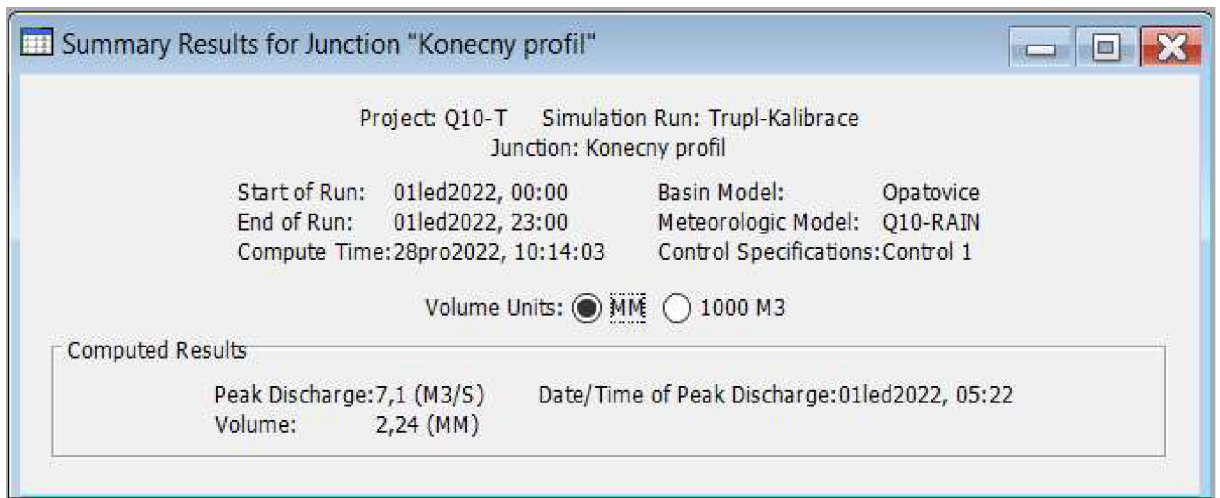 Summary Results for Junction "Konecny profil"
Project: Q10-T Simulation Run: Trupl-Kalibrace
Junction: Konecny profil
Start of Run: 01led2022, 00:00 Basin Model: Opatovice
End of Run: 01led2022, 23:00 Meteorologic Model: Q10-RAIN
Compute Time:28pro2022, 10:14:03 Control Specifications:Control 1
Volume Units: MM 1000 M3
Computed Results
Peak Discharge:7,1 (M3/S) Date/Time of Peak Discharge:01led2022, 05:22
Volume: 2,24 (MM)